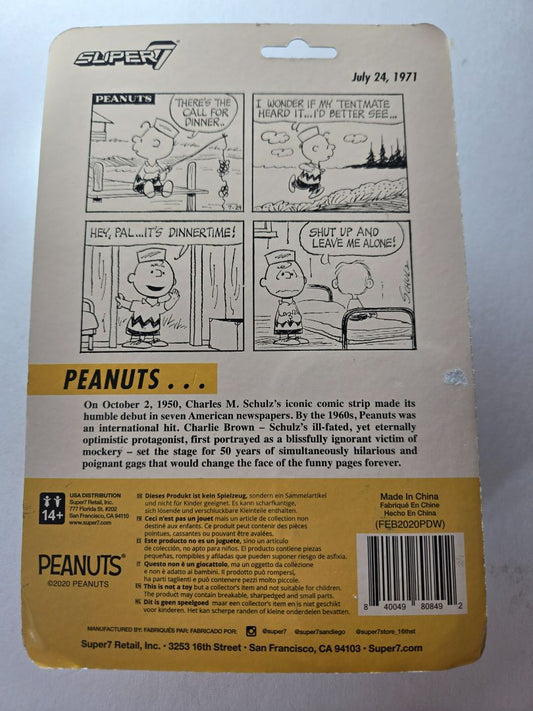 SUPER7
July 24, 1971
PEANUTS
THERE'S THE
CALL FOR
DINNER..
7-24
I WONDER IF MY TENTMATE
HEARD IT...I'D BETTER SEE...
HEY, PAL...IT'S DINNERTIME!
SHUT UP AND
LEAVE ME ALONE!
SCHULZ
PEANUTS . . .
On October 2, 1950, Charles M. Schulz's iconic comic strip made its
humble debut in seven American newspapers. By the 1960s, Peanuts was
an international hit. Charlie Brown – Schulz's ill-fated, yet eternally
optimistic protagonist, first portrayed as a blissfully ignorant victim of
mockery – set the stage for 50 years of simultaneously hilarious and
poignant gags that would change the face of the funny pages forever.
14+
USA DISTRIBUTION
Super7 Retail Inc.
777 Florida St. #202
San Francisco, CA 94110
www.super7.com
PEANUTS®
©2020 PEANUTS
Dieses Produkt ist kein Spielzeug, sondern ein Sammelartikel
und nicht für Kinder geeignet. Es kann scharfkantige,
sich lösende und verschluckbare Kleinteile enthalten.
Ceci n'est pas un jouet mais un article de collection non
destiné aux enfants. Ce produit peut contenir des pièces
pointues, cassantes ou pouvant être avalées.
Este producto no es un juguete, sino un artículo
de colección, no apto para niños. El producto contiene piezas
pequeñas, rompibles y afiladas que pueden suponer riesgo de asfixia.
Questo non è un giocattolo, ma un oggetto da collezione
e non è adatto ai bambini. Il prodotto può rompersi,
ha parti taglienti e può contenere pezzi molto piccole.
This is not a toy but a collector's item and not suitable for children.
The product may contain breakable, sharpedged and small parts.
Dit is geen speelgoed maar een collector's item en is niet geschikt
voor kinderen. Het kan scherpe randen of kleine onderdelen bevatten.
Made In China
Fabriqué En Chine
Hecho En China
(FEB2020PDW)
8 40049 80849 2
MANUFACTURED BY: FABRIQUÉS PAR: FABRICADO POR: @super7 @super7sandiego @super7store_16thst
Super7 Retail, Inc. • 3253 16th Street • San Francisco, CA 94103 • Super7.com